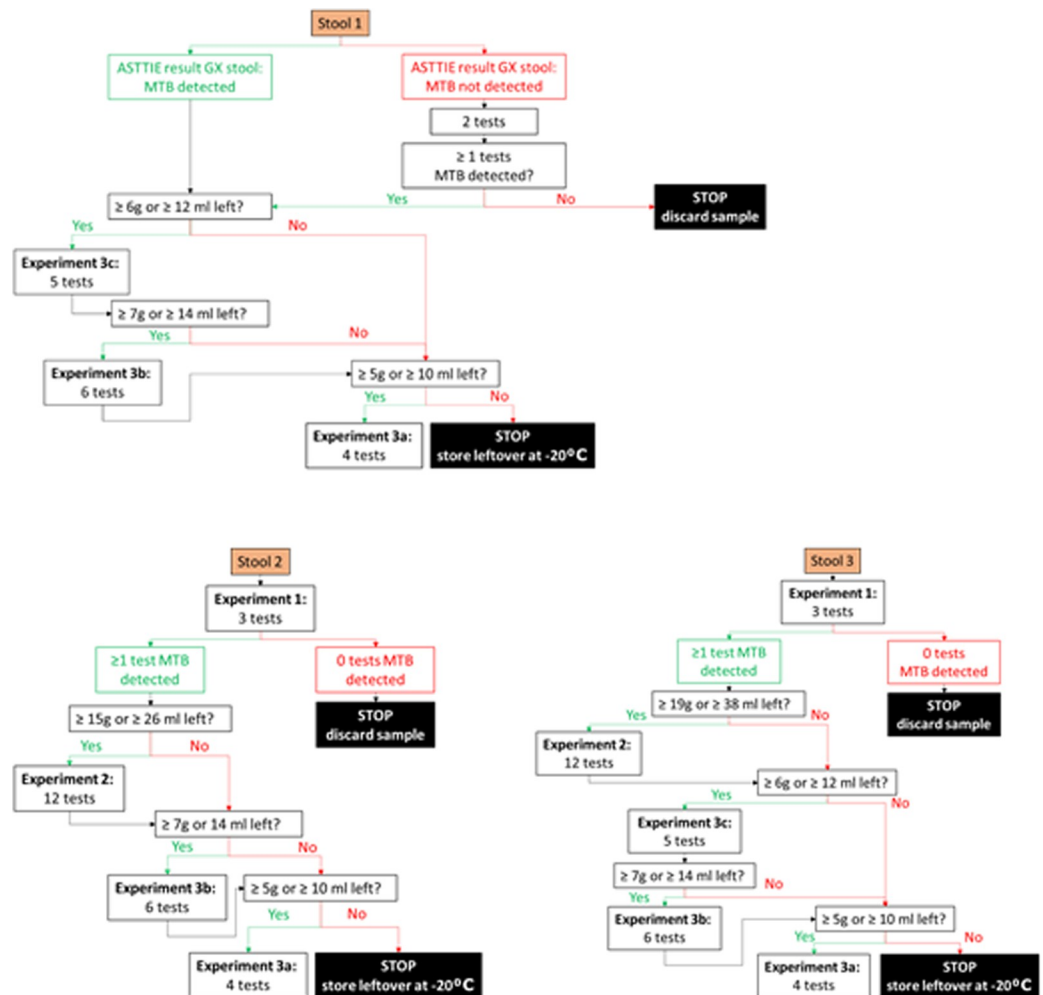 Stool 1
ASTTIE result GX stool:
MTB detected
ASTTIE result GX stool:
MTB not detected
2 tests
≥ 1 tests
MTB detected?
Yes
No
STOP
discard sample
≥ 6g or ≥ 12 ml left?
Yes
No
Experiment 3c:
5 tests
≥ 7g or ≥ 14 ml left?
Yes
No
Experiment 3b:
6 tests
≥ 5g or ≥ 10 ml left?
Yes
No
Experiment 3a:
4 tests
STOP
store leftover at -20°C
Stool 2
Experiment 1:
3 tests
≥1 test MTB
detected
0 tests MTB
detected
STOP
discard sample
≥ 15g or ≥ 26 ml left?
Yes
No
Experiment 2:
12 tests
≥ 7g or 14 ml left?
Yes
No
Experiment 3b:
6 tests
≥ 5g or ≥ 10 ml left?
Yes
No
Experiment 3a:
4 tests
STOP
store leftover at -20°C
Stool 3
Experiment 1:
3 tests
≥1 test MTB
detected
0 tests
MTB detected
STOP
discard sample
≥ 19g or ≥ 38 ml left?
Yes
No
Experiment 2:
12 tests
≥ 6g or ≥ 12 ml left?
Yes
No
Experiment 3c:
5 tests
≥ 7g or ≥ 14 ml left?
Yes
No
Experiment 3b:
6 tests
≥ 5g or ≥ 10 ml left?
Yes
No
Experiment 3a:
4 tests
STOP
store leftover at -20°C